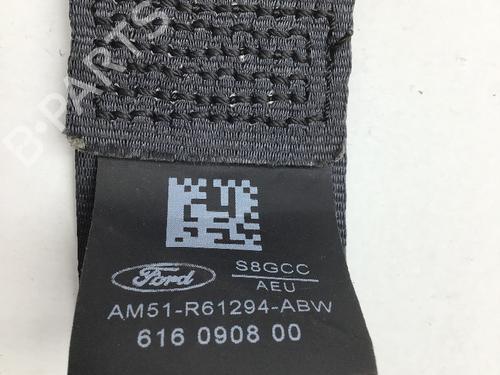 B-PARTS
Ford
S8GCC
AEU
AM51-R61294-ABW
616 0908 00